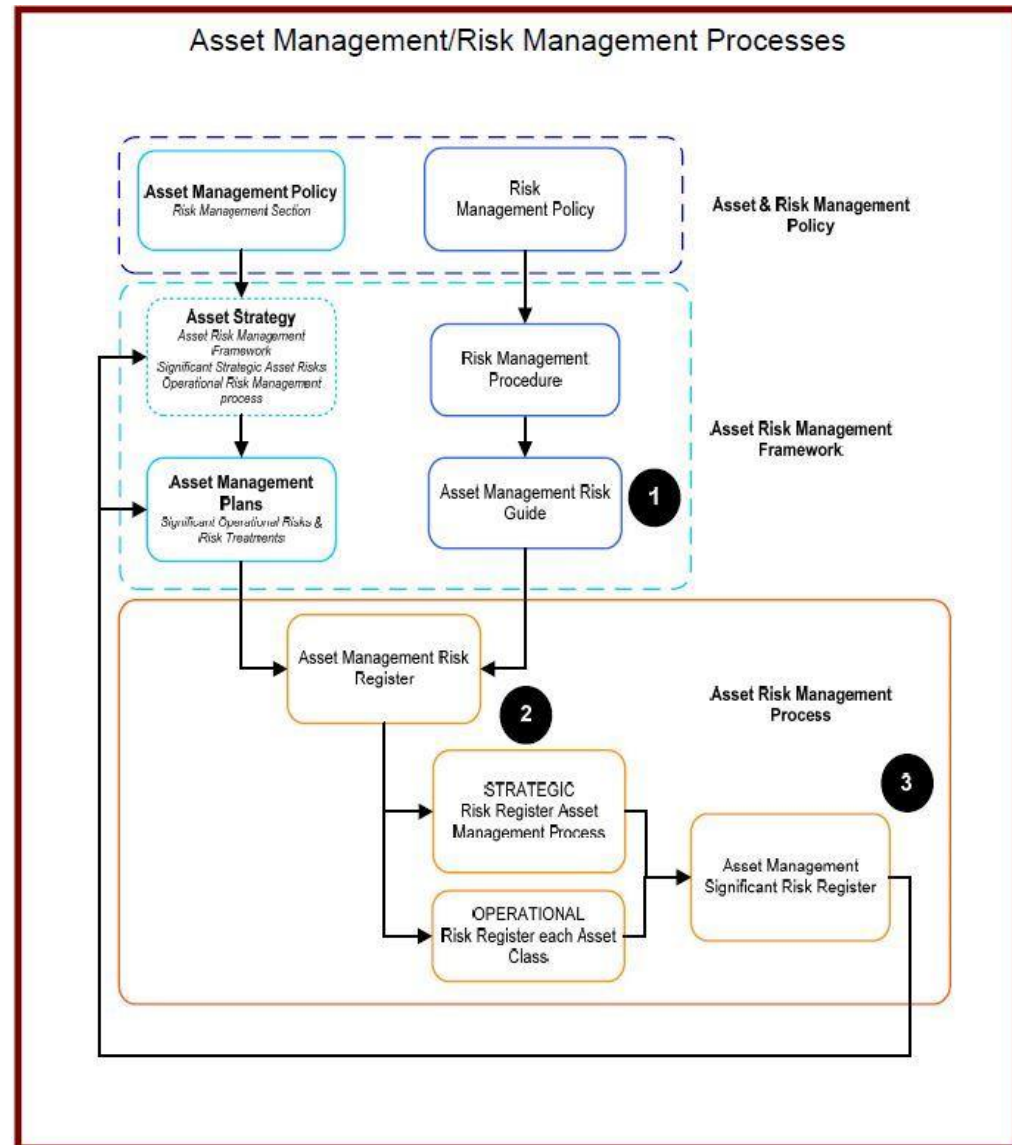 Asset Management/Risk Management Processes
Asset Management Policy
Risk Management Section
Risk
Management Policy
Asset & Risk Management
Policy
Asset Strategy
Asset Risk Management
Framework
Significant Strategic Asset Risks
Operational Risk Management
process
Risk Management
Procedure
Asset Risk Management
Framework
Asset Management
Plans
Significant Operational Risks &
Risk Treatments
Asset Management Risk
Guide
1
Asset Management Risk
Register
Asset Risk Management
Process
2
STRATEGIC
Risk Register Asset
Management Process
3
Asset Management
Significant Risk Register
OPERATIONAL
Risk Register each Asset
Class